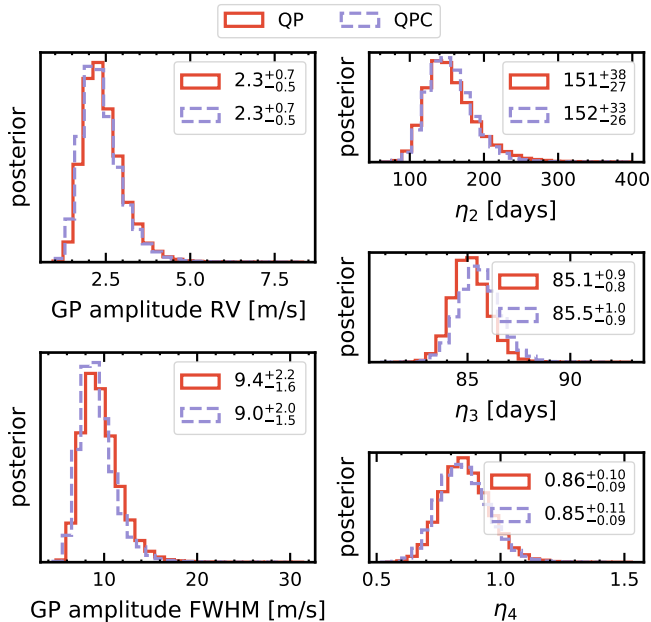 QP QPC
posterior
2.3^{+0.7}_{-0.5}
2.3^{+0.7}_{-0.5}
2.5 5.0 7.5
GP amplitude RV [m/s]
posterior
9.4^{+2.2}_{-1.6}
9.0^{+2.0}_{-1.5}
10 20 30
GP amplitude FWHM [m/s]
posterior
151^{+38}_{-27}
152^{+33}_{-26}
100 200 300 400
η_2 [days]
posterior
85.1^{+0.9}_{-0.8}
85.5^{+1.0}_{-0.9}
85 90
η_3 [days]
posterior
0.86^{+0.10}_{-0.09}
0.85^{+0.11}_{-0.09}
0.5 1.0 1.5
η_4